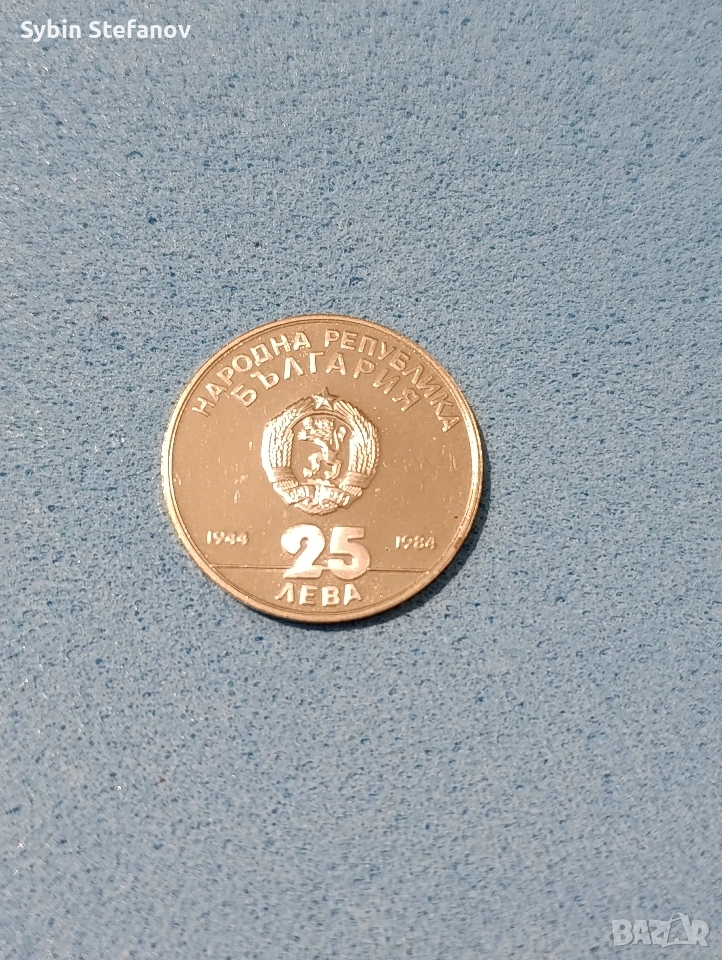 Sybin Stefanov
НАРОДНА РЕПУБЛИКА
БЪЛГАРИЯ
1944
25
1984
ЛЕВА
BAZAR